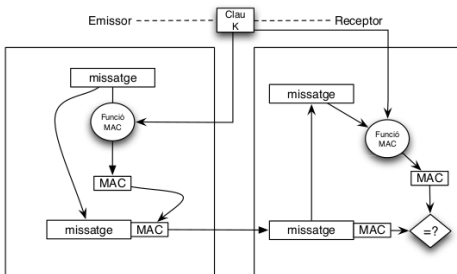 Emissor
Clau
K
Receptor
missatge
Funció
MAC
MAC
missatge
MAC
missatge
Funció
MAC
MAC
missatge
MAC
=?